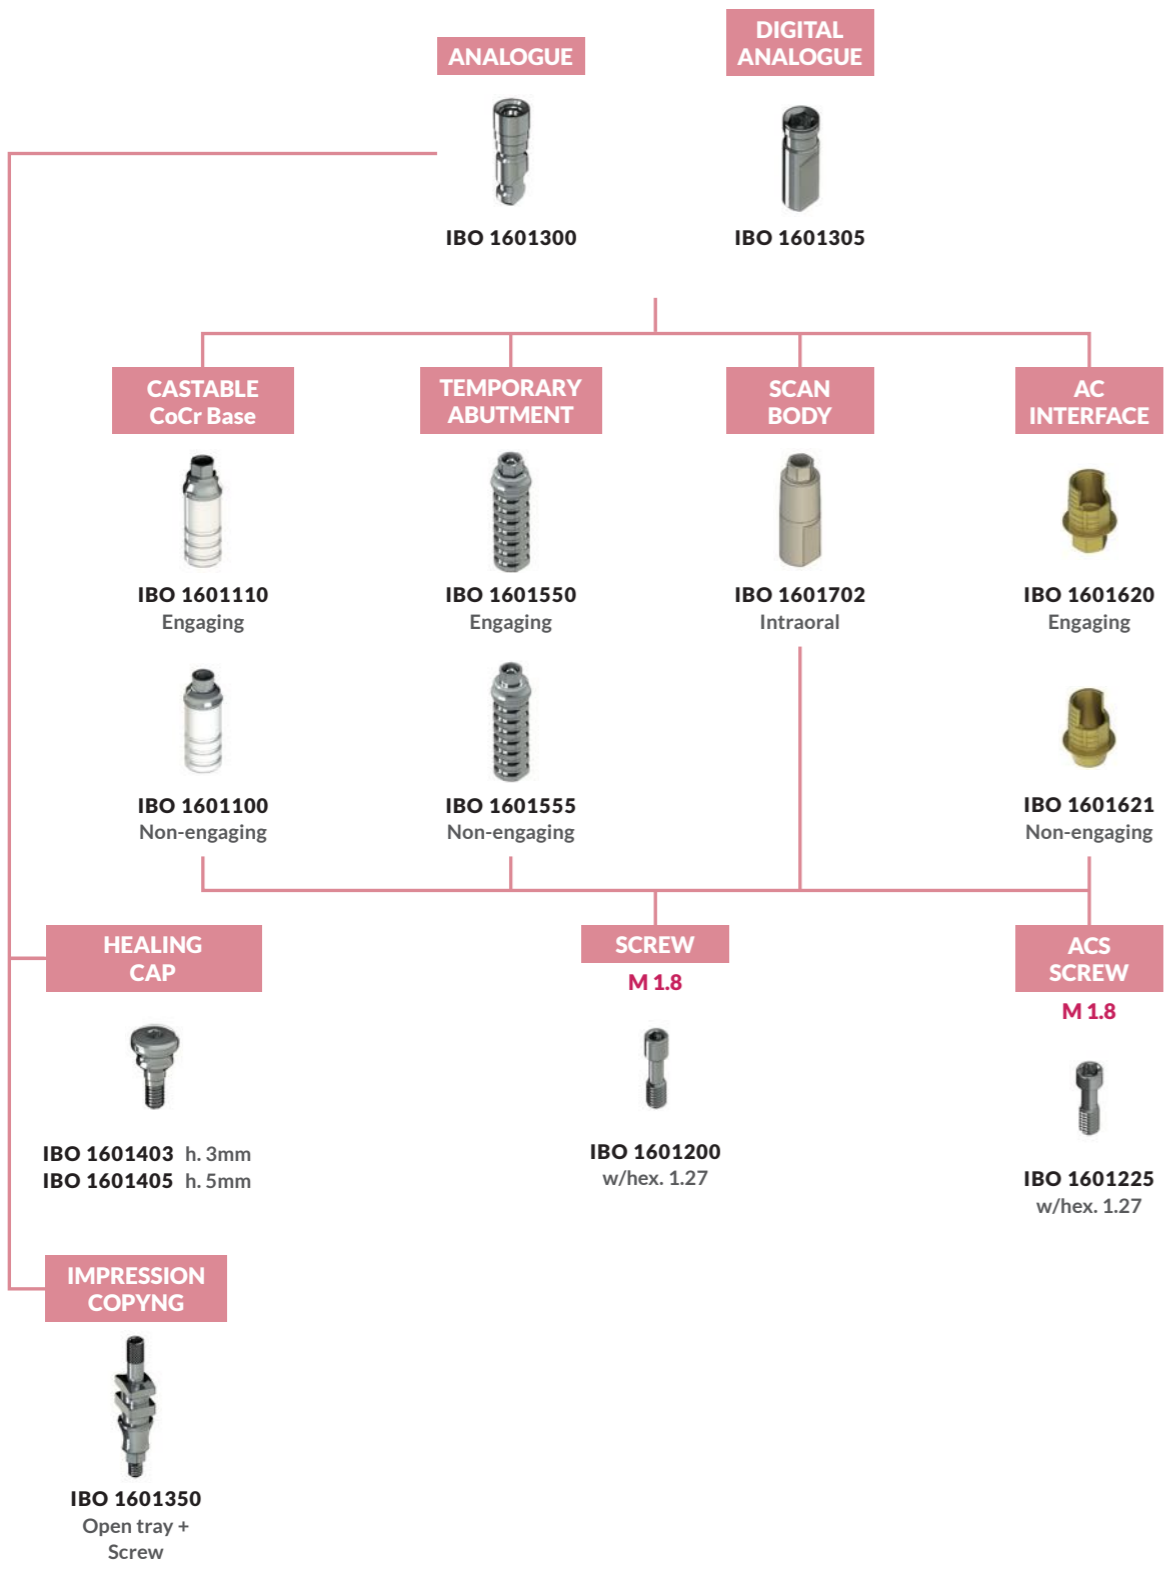 ANALOGUE
DIGITAL
ANALOGUE
IBO 1601300
IBO 1601305
CASTABLE
CoCr Base
TEMPORARY
ABUTMENT
SCAN
BODY
AC
INTERFACE
IBO 1601110
Engaging
IBO 1601550
Engaging
IBO 1601702
Intraoral
IBO 1601620
Engaging
IBO 1601100
Non-engaging
IBO 1601555
Non-engaging
IBO 1601621
Non-engaging
HEALING
CAP
SCREW
M 1.8
ACS
SCREW
M 1.8
IBO 1601403 h. 3mm
IBO 1601405 h. 5mm
IBO 1601200
w/hex. 1.27
IBO 1601225
w/hex. 1.27
IMPRESSION
COPYNG
IBO 1601350
Open tray +
Screw